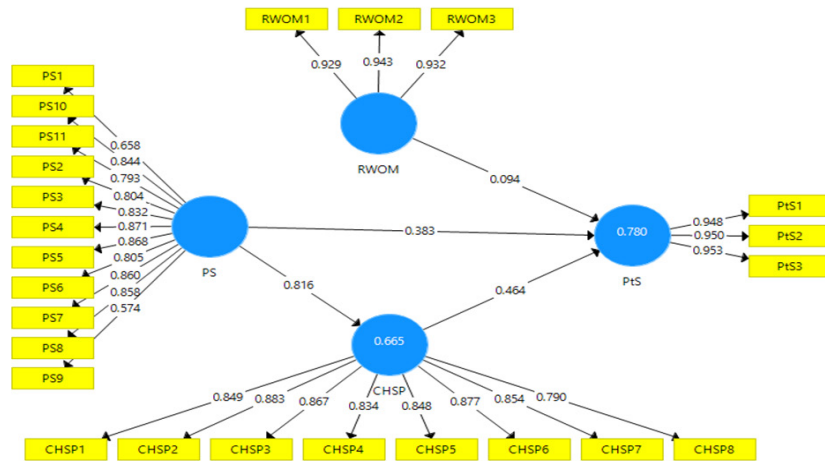 RWOM1 RWOM2 RWOM3
0.929 0.943 0.932
RWOM
PS1
PS10
PS11
PS2
PS3
PS4
PS5
PS6
PS7
PS8
PS9
0.658
0.844
0.793
0.804
0.832
0.871
0.868
0.805
0.860
0.858
0.574
PS
0.094
0.383
0.816
0.464
0.780
PtS
0.948
0.950
0.953
PtS1
PtS2
PtS3
0.665
CHSP
0.849 0.883 0.867 0.834 0.848 0.877 0.854 0.790
CHSP1 CHSP2 CHSP3 CHSP4 CHSP5 CHSP6 CHSP7 CHSP8